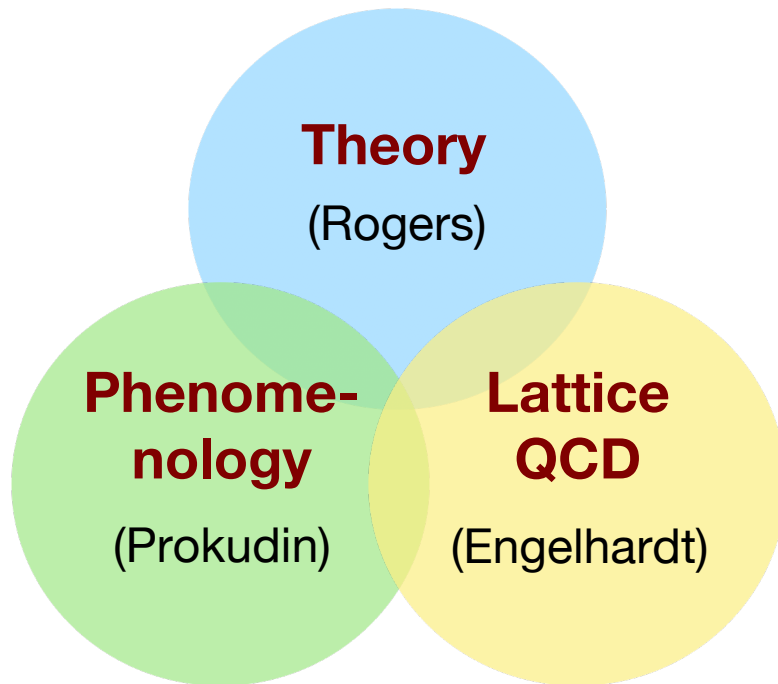 Theory
(Rogers)
Phenome-
nology
(Prokudin)
Lattice
QCD
(Engelhardt)